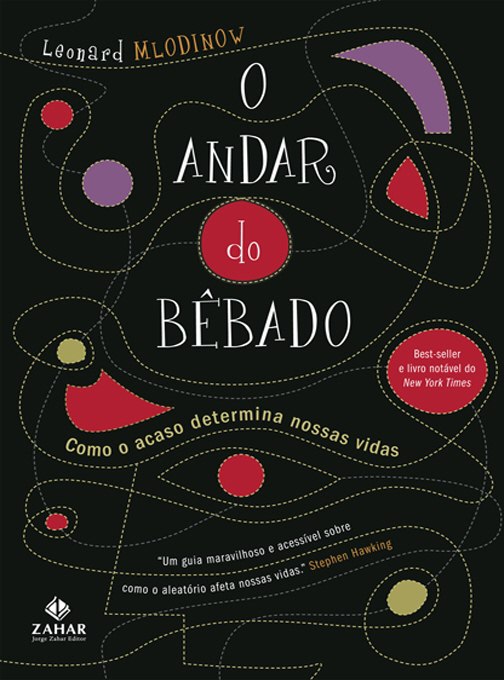 Leonard MLODINOW
O
ANDAR
do
BÊBADO
Best-seller
e livro notável do
New York Times
Como o acaso determina nossas vidas
“Um guia maravilhoso e acessível sobre
como o aleatório afeta nossas vidas.” Stephen Hawking
ZAHAR
Jorge Zahar Editor